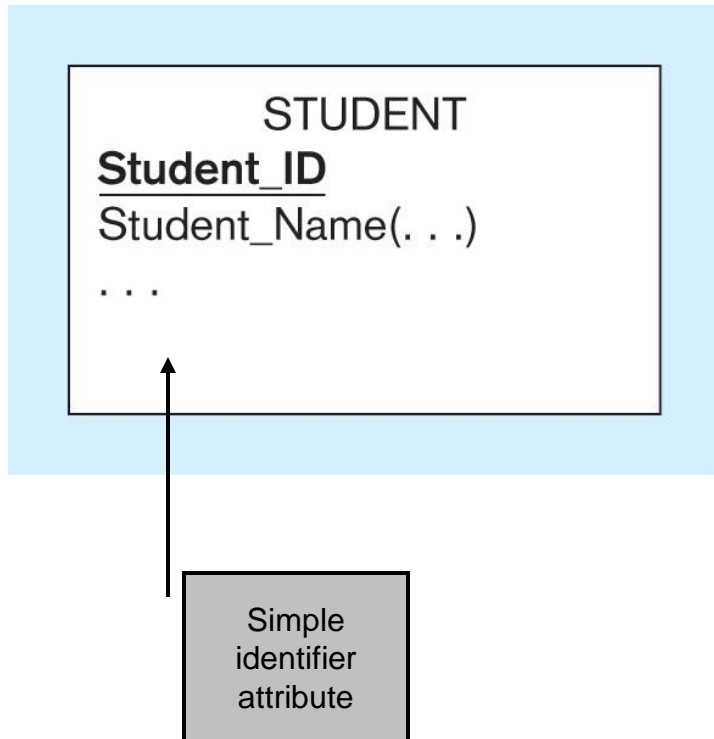 STUDENT
Student_ID
Student_Name(. . .)
. . .
Simple
identifier
attribute